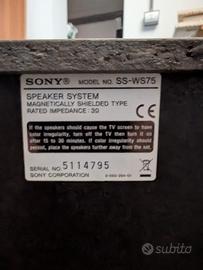 SONY® MODEL NO. SS-WS75
SPEAKER SYSTEM
MAGNETICALLY SHIELDED TYPE
RATED IMPEDANCE : 3Ω
If the speakers should cause the TV screen to have
color irregularity, turn off the TV then turn it on
after 15 to 30 minutes. If color irregularity should
persist, place the speakers further away from the set.
SERIAL NO. 5114795
SONY CORPORATION
subito